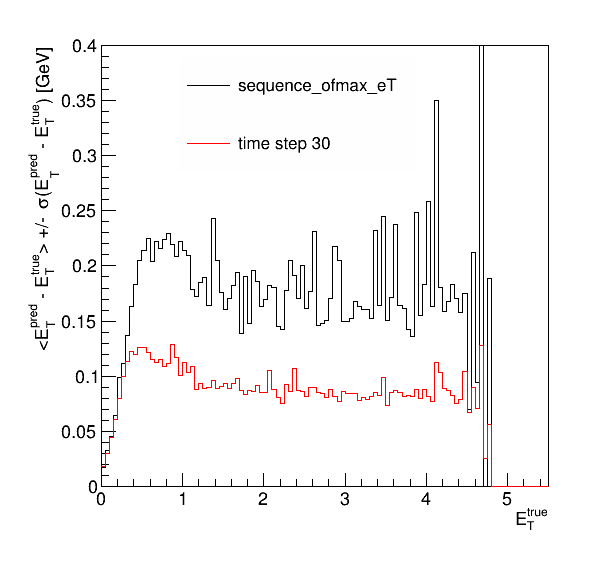 <E_T^pred - E_T^true> +/- σ(E_T^pred - E_T^true) [GeV]
0.4
0.35
0.3
0.25
0.2
0.15
0.1
0.05
0
sequence_ofmax_eT
time step 30
0 1 2 3 4 5
E_T^true